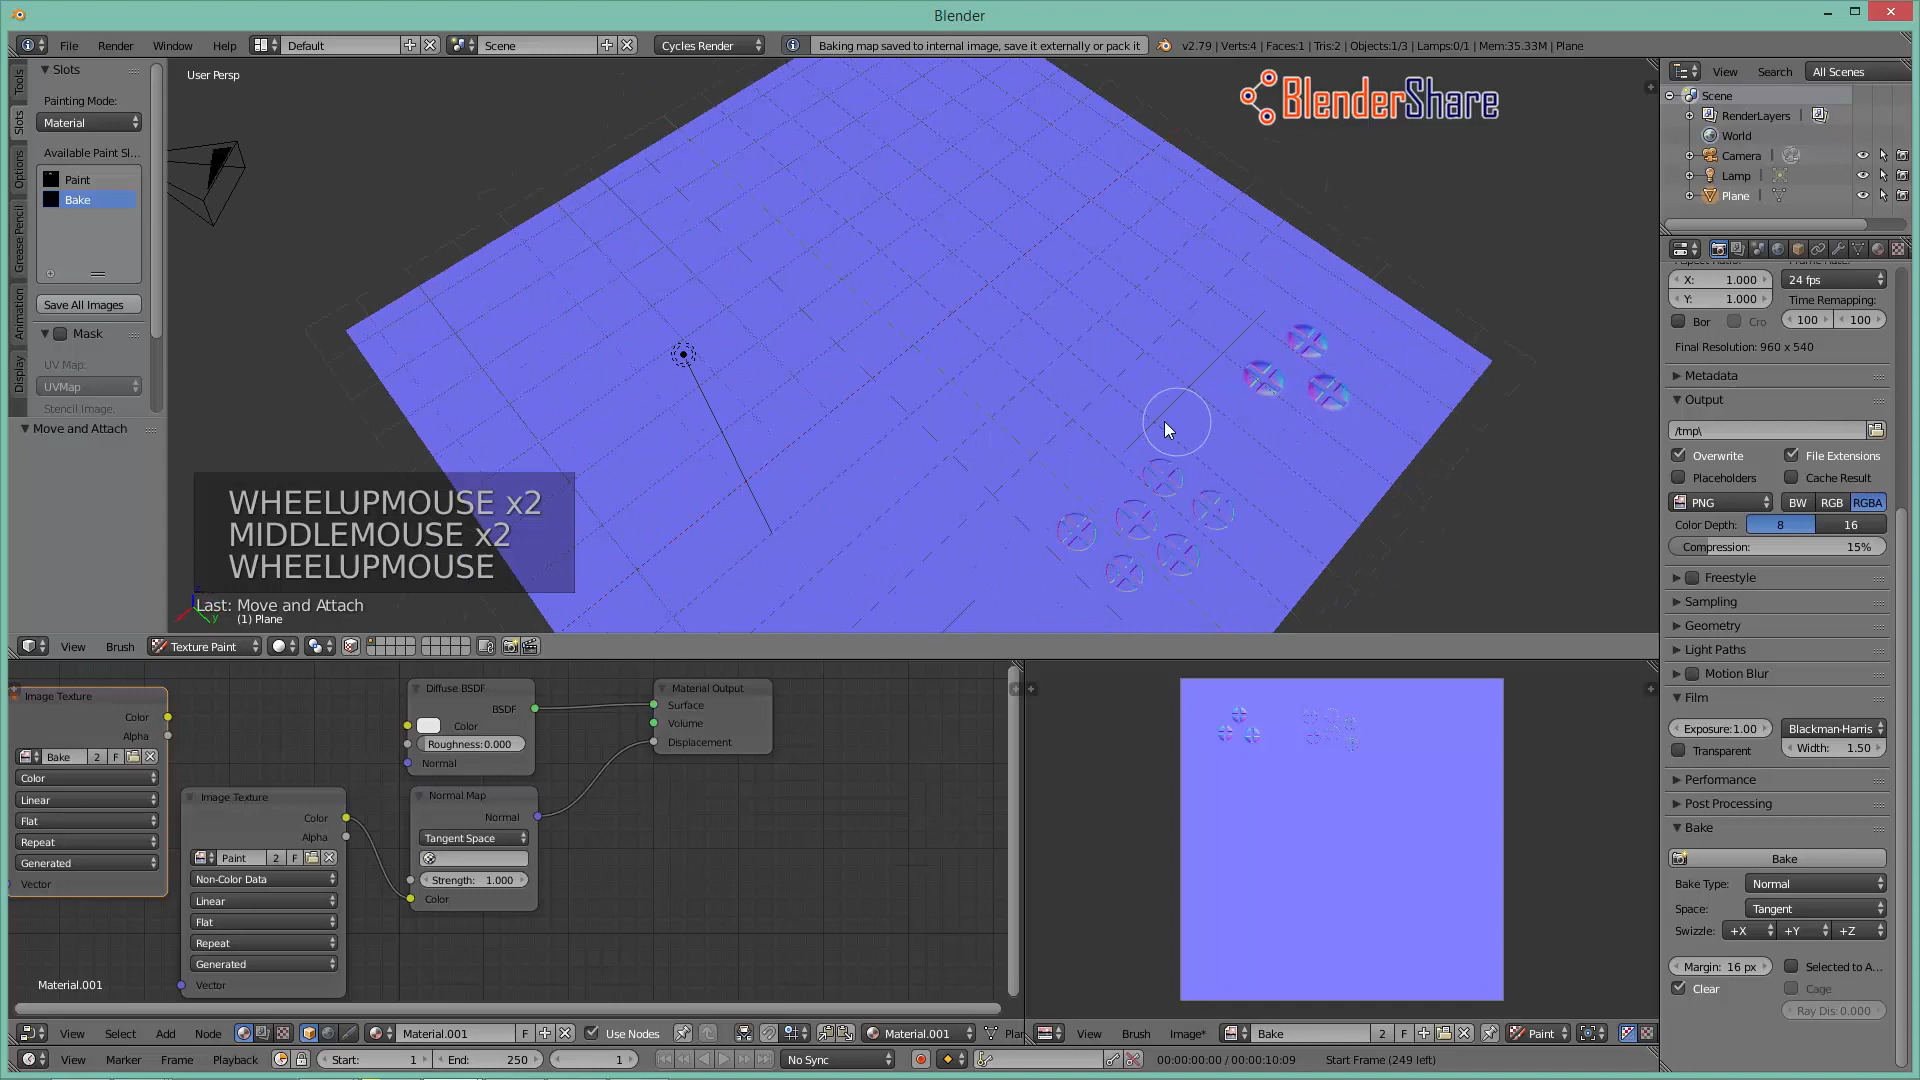 Blender
File Render Window Help Default Scene Cycles Render Baking map saved to internal image, save it externally or pack it v2.79 | Verts:4 | Faces:1 | Tris:2 | Objects:1/3 | Lamps:0/1 | Mem:35.33M | Plane
Tools
Slots
Options
Grease Pencil
Animation
Display
Slots
Painting Mode:
Material
Available Paint Sl...
Paint
Bake
Save All Images
Mask
UV Map:
UVMap
Stencil Image.
Move and Attach
User Persp
BlenderShare
WHEELUPMOUSE x2
MIDDLEMOUSE x2
WHEELUPMOUSE
Last: Move and Attach
(1) Plane
View Brush Texture Paint
View Search All Scenes
Scene
RenderLayers
World
Camera
Lamp
Plane
X: 1.000 24 fps
Y: 1.000 Time Remapping:
Bor Cro 100 100
Final Resolution: 960 x 540
Metadata
Output
/tmp\
Overwrite File Extensions
Placeholders Cache Result
PNG BW RGB RGBA
Color Depth: 8 16
Compression: 15%
Freestyle
Sampling
Geometry
Light Paths
Motion Blur
Film
Exposure:1.00 Blackman-Harris
Transparent Width: 1.50
Performance
Post Processing
Bake
Bake
Bake Type: Normal
Space: Tangent
Swizzle: +X +Y +Z
Margin: 16 px Selected to A...
Clear Cage
Ray Dis:0.000
Image Texture
Color
Alpha
Bake 2 F
Color
Linear
Flat
Repeat
Generated
Vector
Image Texture
Color
Alpha
Paint 2 F
Non-Color Data
Linear
Flat
Repeat
Generated
Vector
Diffuse BSDF
BSDF
Color
Roughness:0.000
Normal
Normal Map
Normal
Tangent Space
Strength: 1.000
Color
Material Output
Surface
Volume
Displacement
Material.001
View Select Add Node Material.001 F Use Nodes Material.001 Plar
View Brush Image* Bake 2 F Paint
View Marker Frame Playback Start: 1 End: 250 1 No Sync 00:00:00:00 / 00:00:10:09 Start Frame (249 left)